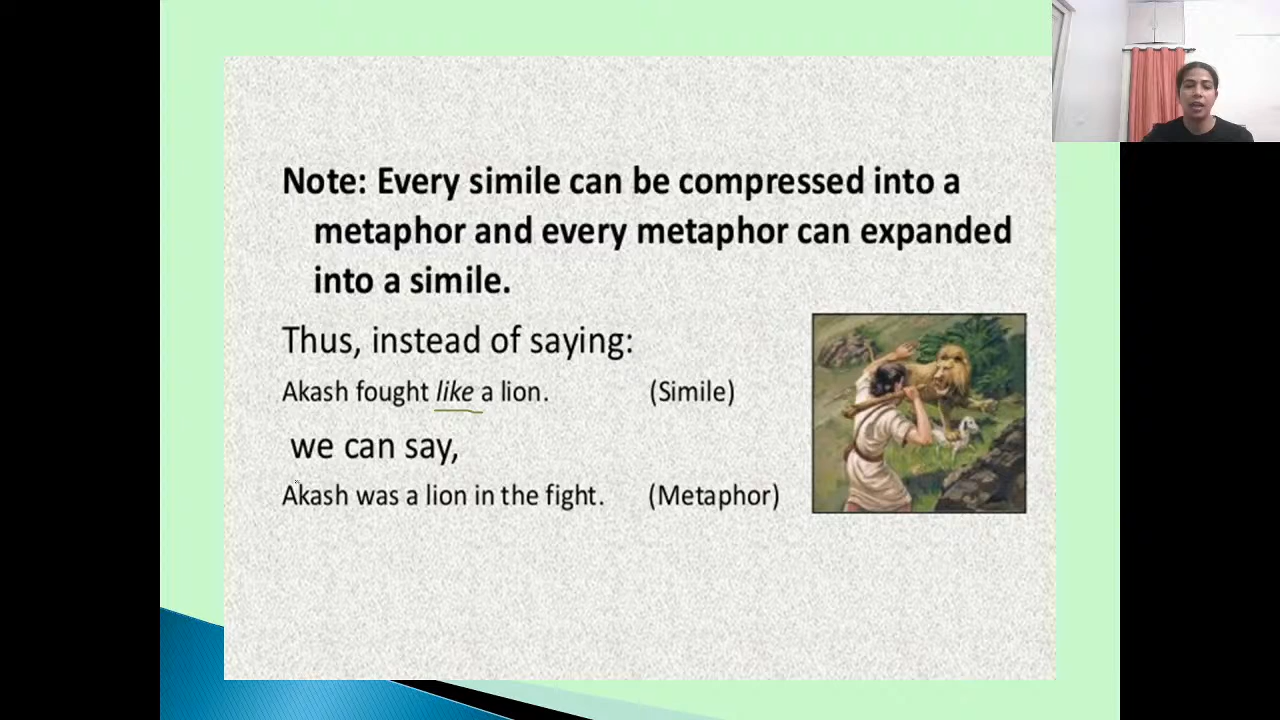 Note: Every simile can be compressed into a
metaphor and every metaphor can expanded
into a simile.
Thus, instead of saying:
Akash fought like a lion. (Simile)
we can say,
Akash was a lion in the fight. (Metaphor)